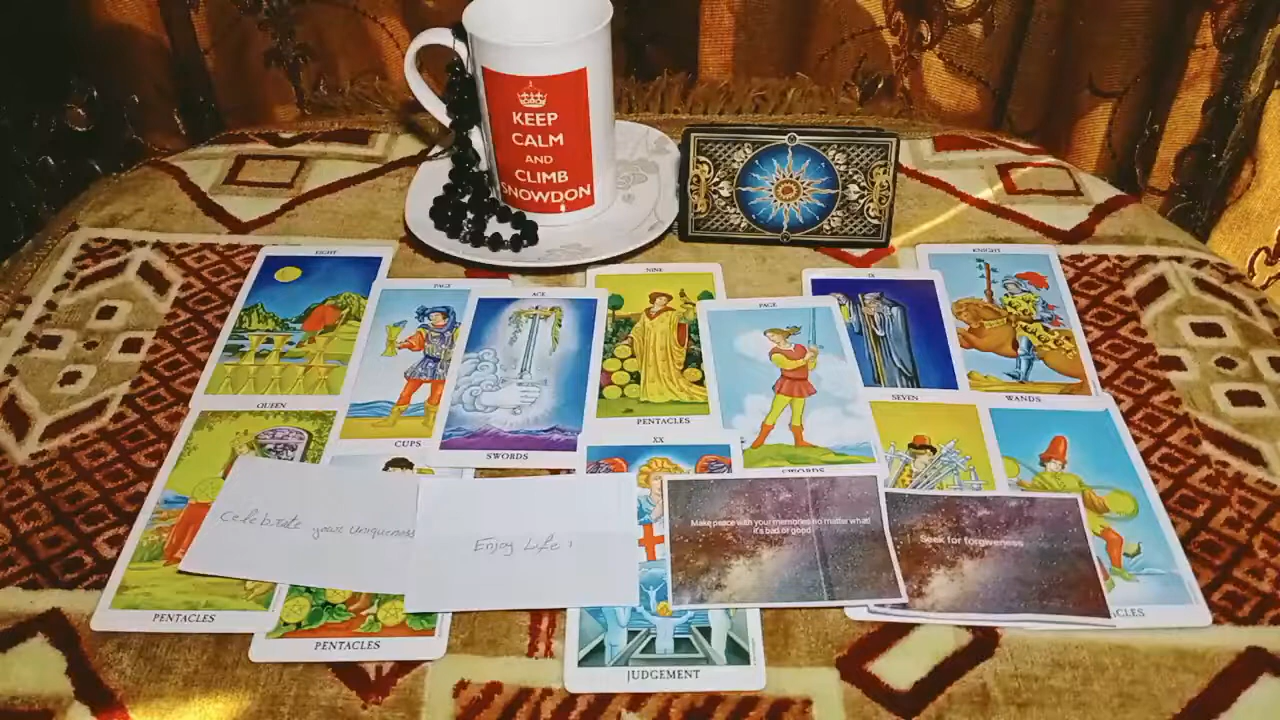 KEEP
CALM
AND
CLIMB
SNOWDON
EIGHT
PAGE
CUPS
ACE
SWORDS
NINE
PENTACLES
PAGE
SWORDS
IX
KNIGHT
WANDS
QUEEN
PENTACLES
PENTACLES
XX
JUDGEMENT
SEVEN
Celebrate your Uniqueness
Enjoy Life!
Make peace with your memories no matter what!
it's bad or good
Seek for forgiveness